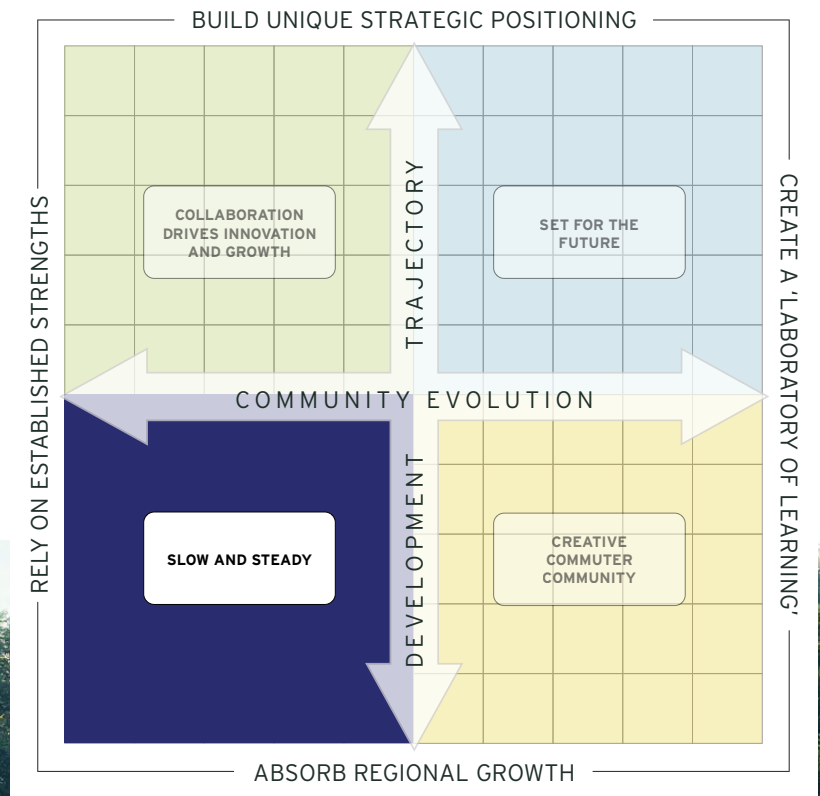 BUILD UNIQUE STRATEGIC POSITIONING
RELY ON ESTABLISHED STRENGTHS
CREATE A ‘LABORATORY OF LEARNING’
COLLABORATION
DRIVES INNOVATION
AND GROWTH
TRAJECTORY
SET FOR THE
FUTURE
COMMUNITY EVOLUTION
SLOW AND STEADY
DEVELOPMENT
CREATIVE
COMMUTER
COMMUNITY
ABSORB REGIONAL GROWTH